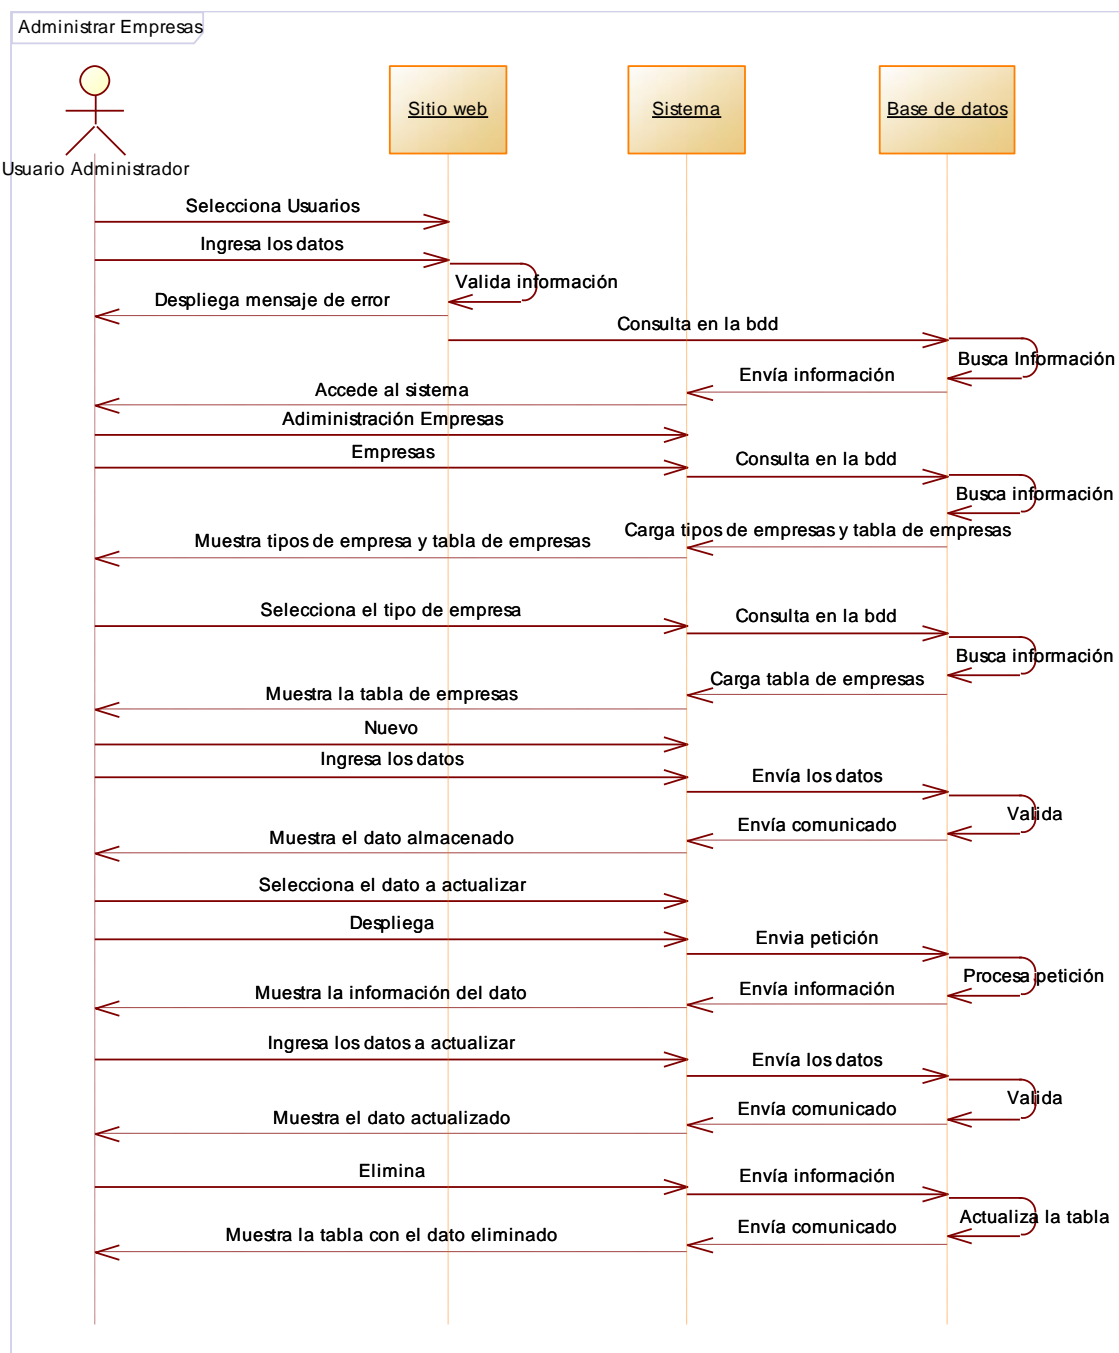 Administrar Empresas
Usuario Administrador
Sitio web
Sistema
Base de datos
Selecciona Usuarios
Ingresa los datos
Valida información
Despliega mensaje de error
Consulta en la bdd
Busca Información
Envía información
Accede al sistema
Adiministración Empresas
Empresas
Consulta en la bdd
Busca información
Carga tipos de empresas y tabla de empresas
Muestra tipos de empresa y tabla de empresas
Selecciona el tipo de empresa
Consulta en la bdd
Busca información
Carga tabla de empresas
Muestra la tabla de empresas
Nuevo
Ingresa los datos
Envía los datos
Valida
Envía comunicado
Muestra el dato almacenado
Selecciona el dato a actualizar
Despliega
Envia petición
Procesa petición
Envía información
Muestra la información del dato
Ingresa los datos a actualizar
Envía los datos
Valida
Envía comunicado
Muestra el dato actualizado
Elimina
Envía información
Actualiza la tabla
Envía comunicado
Muestra la tabla con el dato eliminado